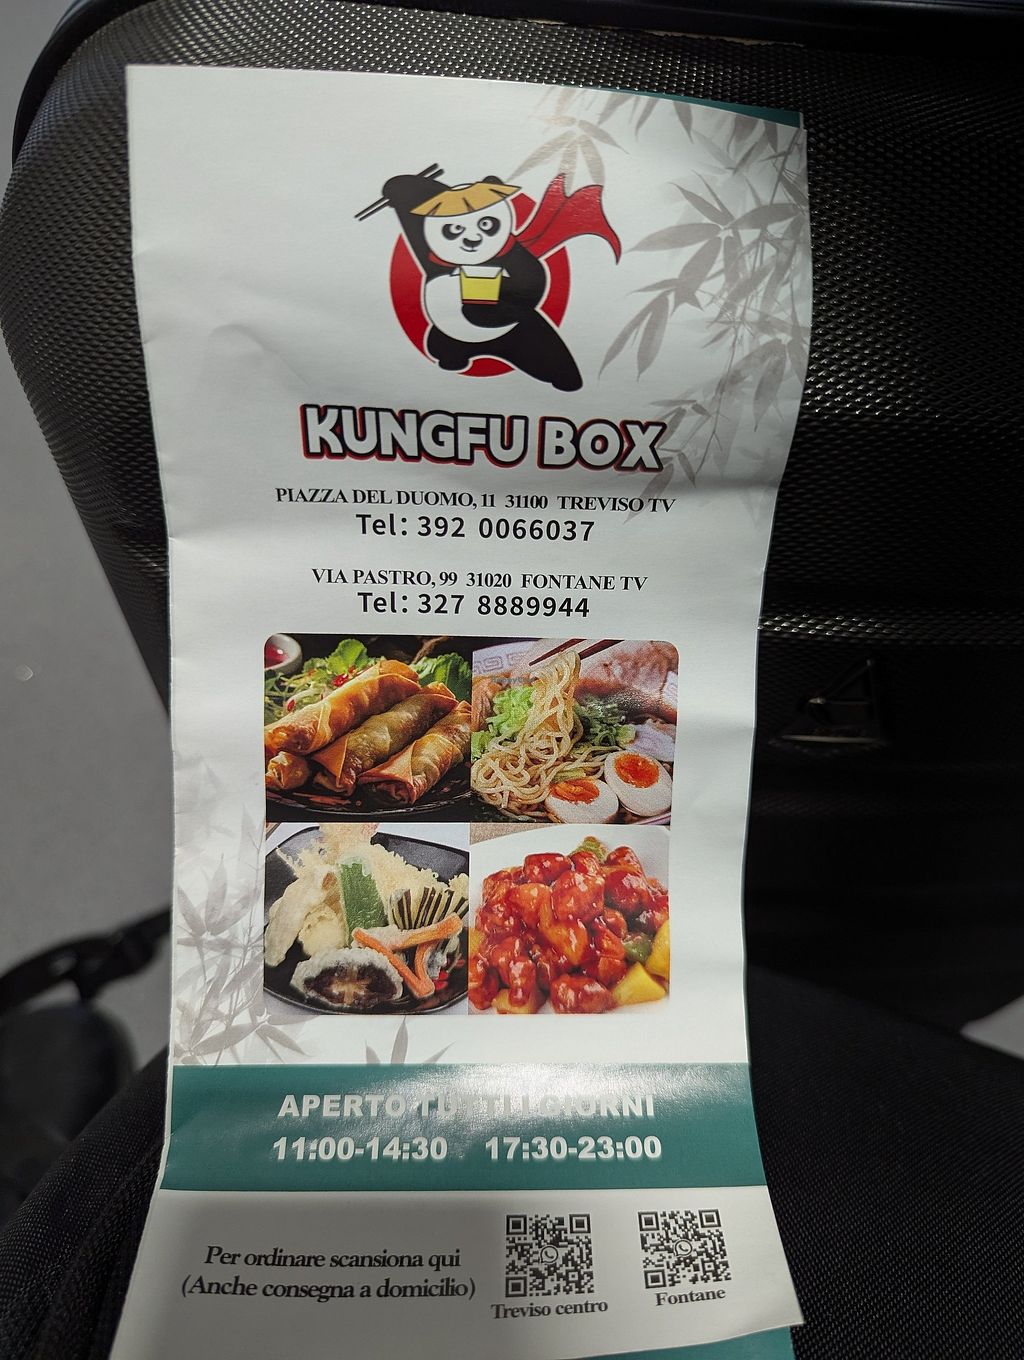 KUNGFU BOX
PIAZZA DEL DUOMO, 11 31100 TREVISO TV
Tel: 392 0066037
VIA PASTRO, 99 31020 FONTANE TV
Tel: 327 8889944
APERTO TUTTI I GIORNI
11:00-14:30 17:30-23:00
Per ordinare scansiona qui
(Anche consegna a domicilio)
Treviso centro
Fontane